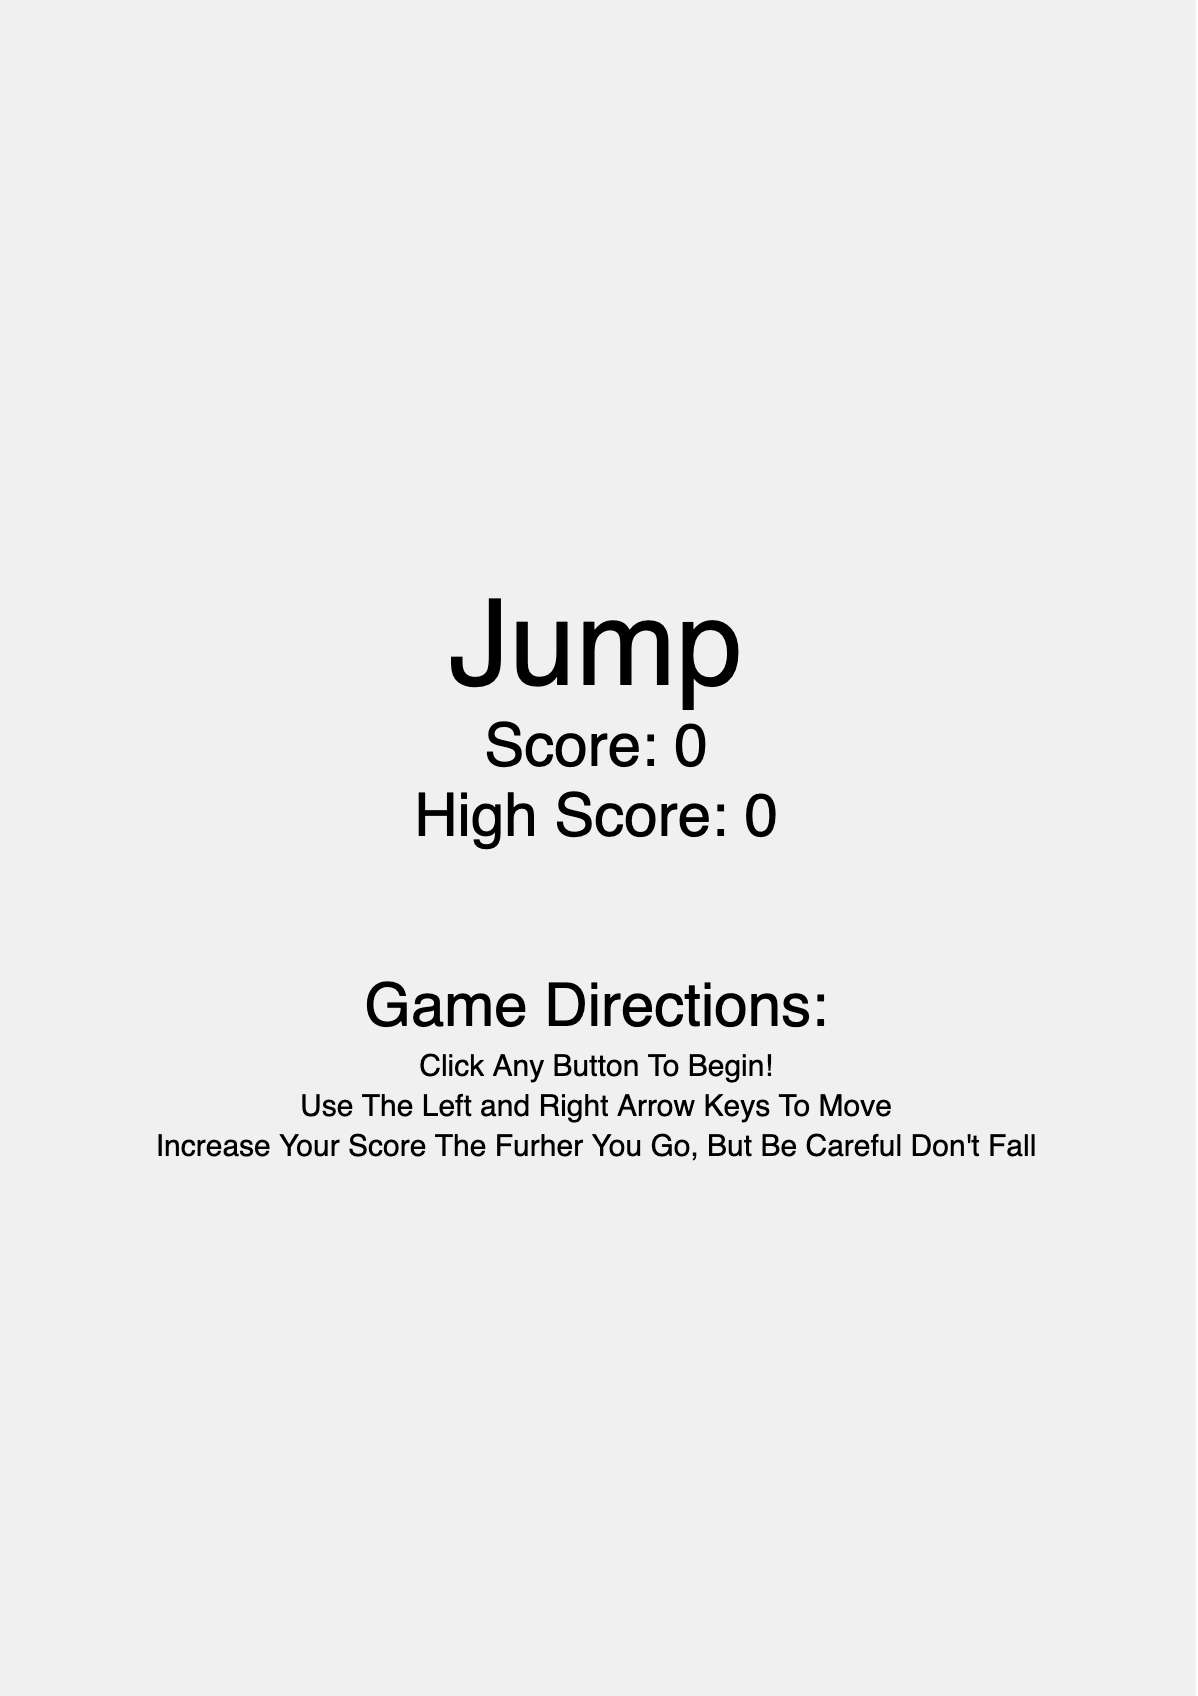 Jump
Score: 0
High Score: 0
Game Directions:
Click Any Button To Begin!
Use The Left and Right Arrow Keys To Move
Increase Your Score The Furher You Go, But Be Careful Don't Fall